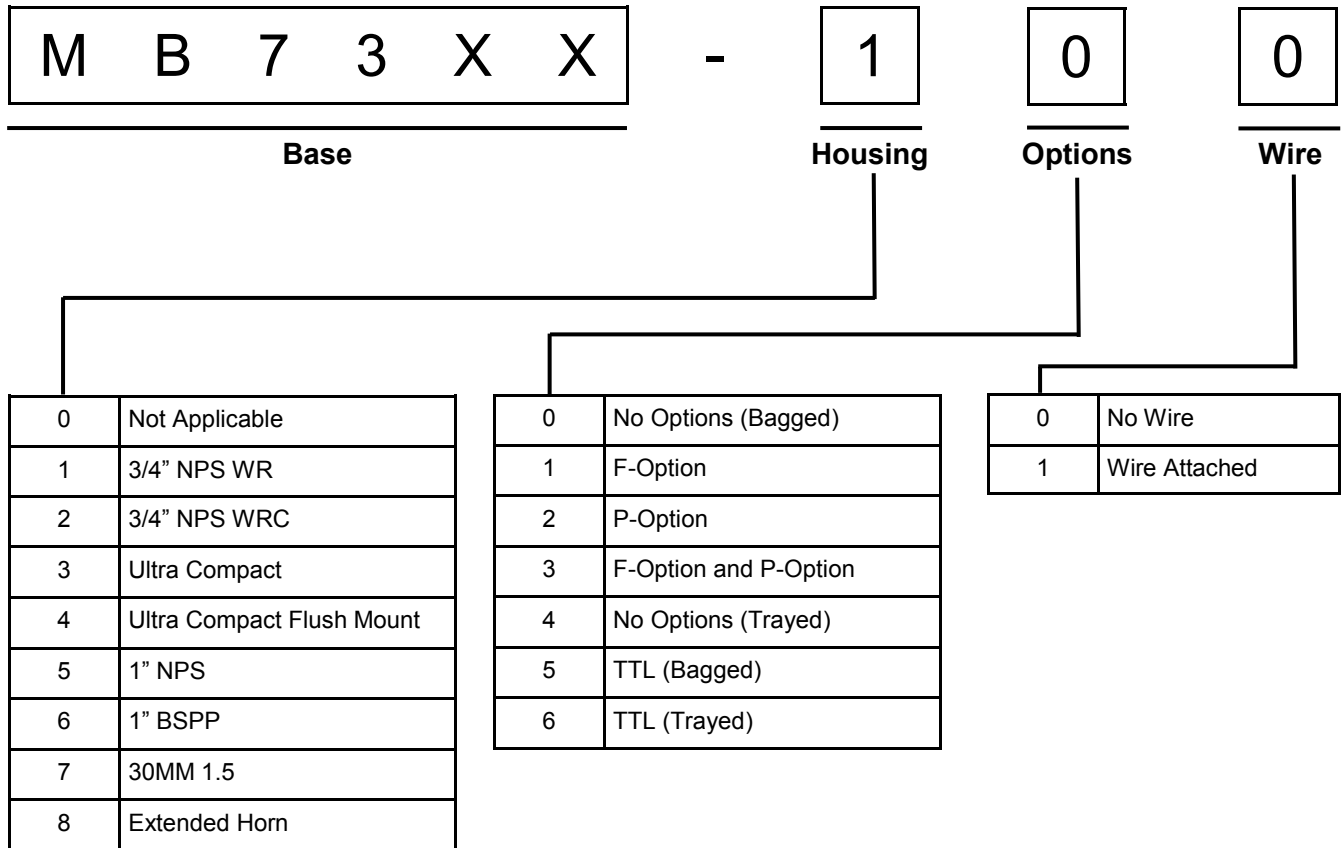 M B 7 3 X X - 1 0 0
Base Housing Options Wire
0 Not Applicable
1 3/4” NPS WR
2 3/4” NPS WRC
3 Ultra Compact
4 Ultra Compact Flush Mount
5 1” NPS
6 1” BSPP
7 30MM 1.5
8 Extended Horn
0 No Options (Bagged)
1 F-Option
2 P-Option
3 F-Option and P-Option
4 No Options (Trayed)
5 TTL (Bagged)
6 TTL (Trayed)
0 No Wire
1 Wire Attached